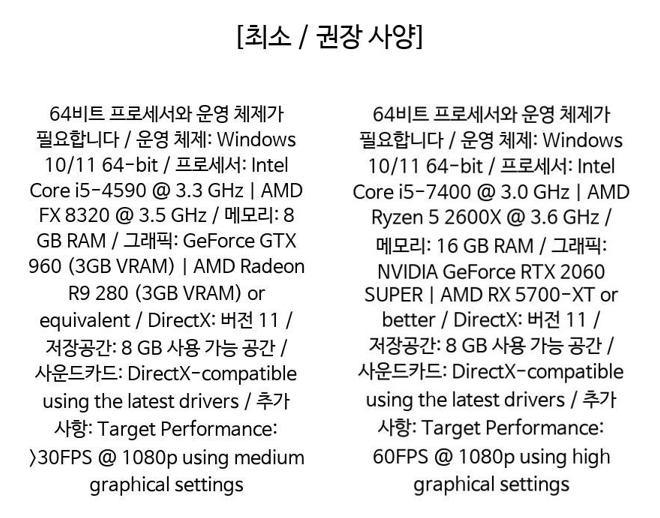 [최소 / 권장 사양]
64비트 프로세서와 운영 체제가
필요합니다 / 운영 체제: Windows
10/11 64-bit / 프로세서: Intel
Core i5-4590 @ 3.3 GHz | AMD
FX 8320 @ 3.5 GHz / 메모리: 8
GB RAM / 그래픽: GeForce GTX
960 (3GB VRAM) | AMD Radeon
R9 280 (3GB VRAM) or
equivalent / DirectX: 버전 11 /
저장공간: 8 GB 사용 가능 공간 /
사운드카드: DirectX-compatible
using the latest drivers / 추가
사항: Target Performance:
>30FPS @ 1080p using medium
graphical settings
64비트 프로세서와 운영 체제가
필요합니다 / 운영 체제: Windows
10/11 64-bit / 프로세서: Intel
Core i5-7400 @ 3.0 GHz | AMD
Ryzen 5 2600X @ 3.6 GHz /
메모리: 16 GB RAM / 그래픽:
NVIDIA GeForce RTX 2060
SUPER | AMD RX 5700-XT or
better / DirectX: 버전 11 /
저장공간: 8 GB 사용 가능 공간 /
사운드카드: DirectX-compatible
using the latest drivers / 추가
사항: Target Performance:
60FPS @ 1080p using high
graphical settings